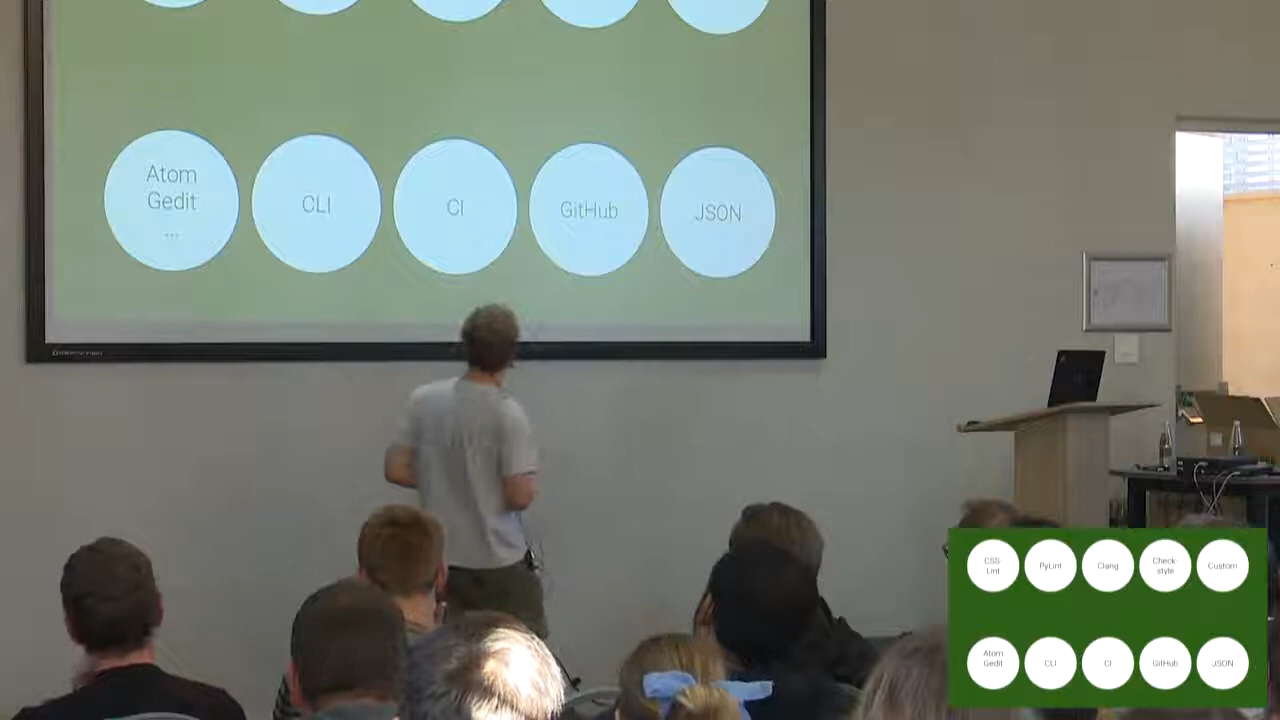 Atom
Gedit
...
CLI
CI
GitHub
JSON
CSS
Lint
PyLint
Clang
Check
style
Custom
Atom
Gedit
CLI
CI
GitHub
JSON